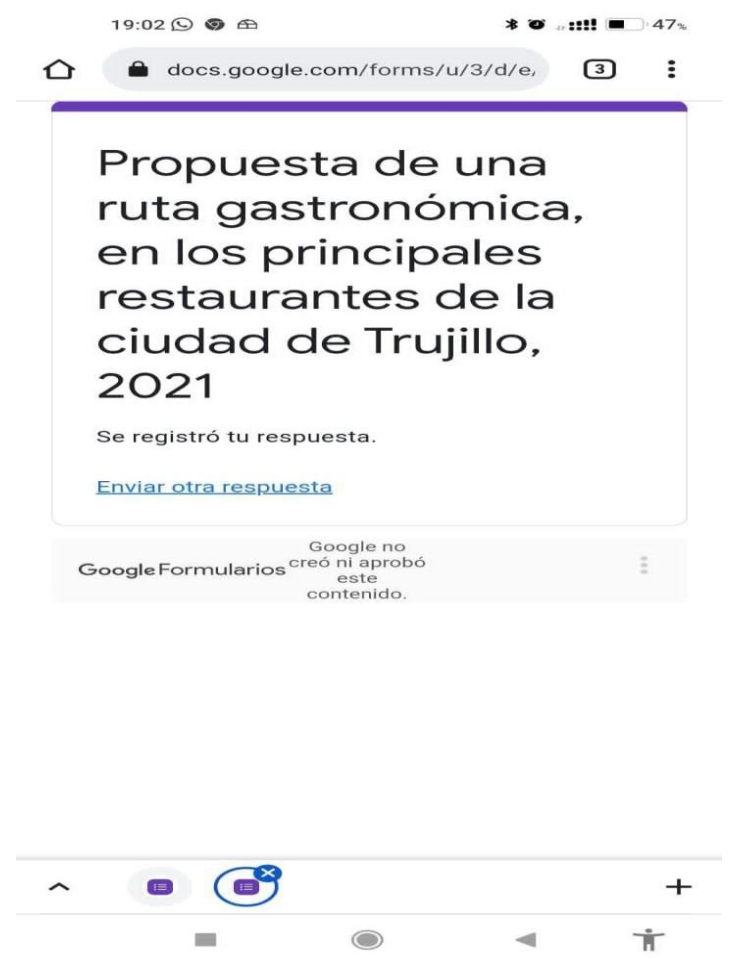 19:02 47%
docs.google.com/forms/u/3/d/e/ 3
Propuesta de una
ruta gastronómica,
en los principales
restaurantes de la
ciudad de Trujillo,
2021
Se registró tu respuesta.
Enviar otra respuesta
Google Formularios
Google no
creó ni aprobó
este
contenido.